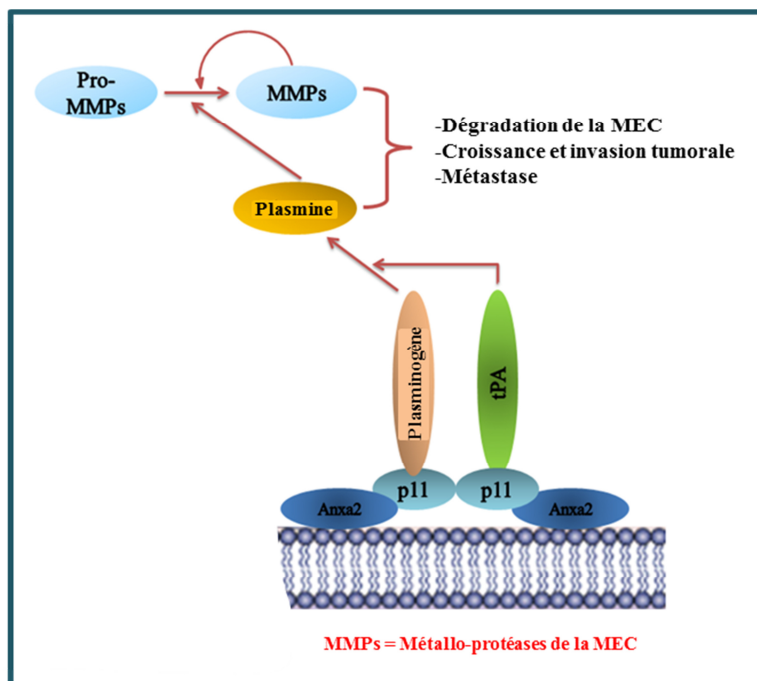 Pro-
MMPs
MMPs
-Dégradation de la MEC
-Croissance et invasion tumorale
-Métastase
Plasmine
Plasminogène
tPA
p11
p11
Anxa2
Anxa2
MMPs = Métallo-protéases de la MEC